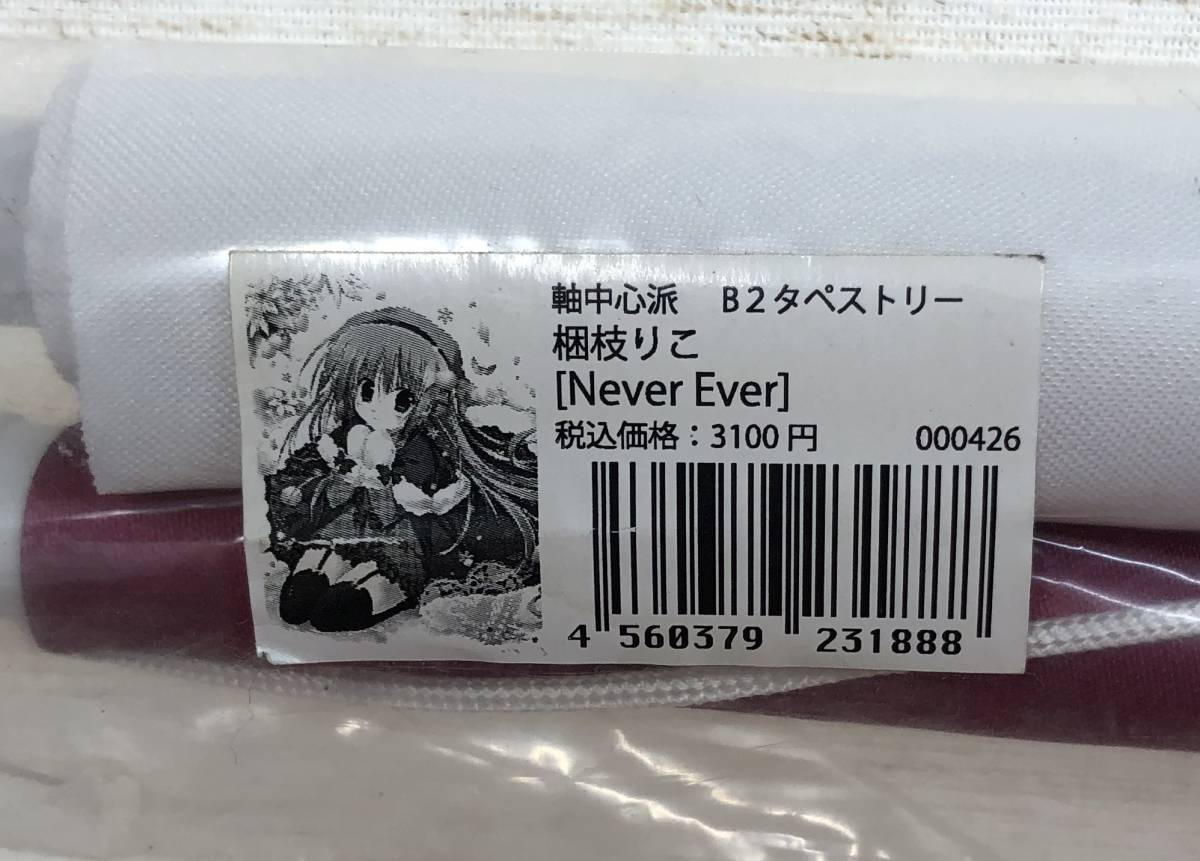 軸中心派 B2タペストリー
梱枝りこ
[Never Ever]
税込価格：3100円 000426
4 560379 231888